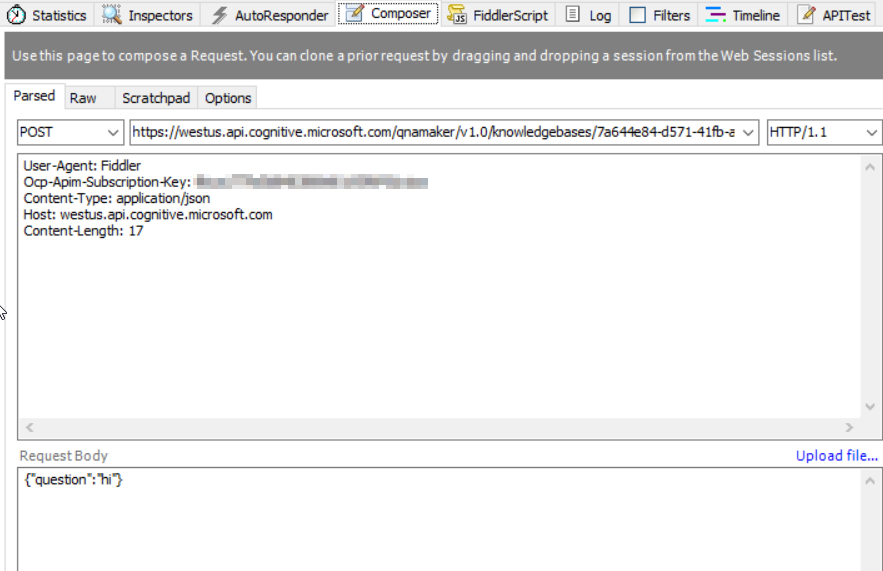 Statistics Inspectors AutoResponder Composer FiddlerScript Log Filters Timeline APITest
Use this page to compose a Request. You can clone a prior request by dragging and dropping a session from the Web Sessions list.
Parsed Raw Scratchpad Options
POST https://westus.api.cognitive.microsoft.com/qnamaker/v1.0/knowledgebases/7a644e84-d571-41fb-a HTTP/1.1
User-Agent: Fiddler
Ocp-Apim-Subscription-Key:
Content-Type: application/json
Host: westus.api.cognitive.microsoft.com
Content-Length: 17
Request Body Upload file...
{"question":"hi"}